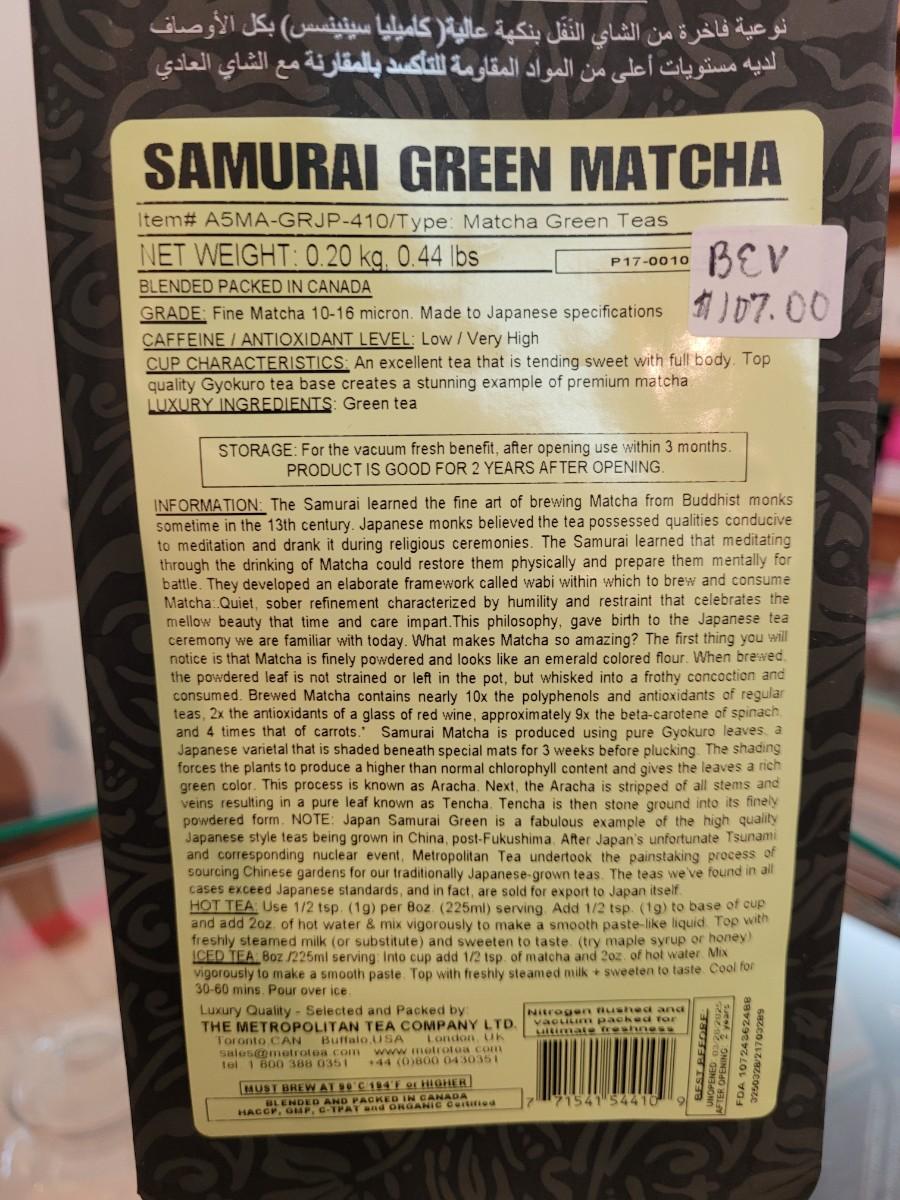 نوعية فاخرة من الشاي النَفَل بنكهة عالية( كاميليا سينينسس) بكل الأوصاف
لديه مستويات أعلى من المواد المقاومة للتأكسد بالمقارنة مع الشاي العادي
SAMURAI GREEN MATCHA
Item# A5MA-GRJP-410/Type: Matcha Green Teas
NET WEIGHT: 0.20 kg, 0.44 lbs
P17-0010
BEV
$107.00
BLENDED PACKED IN CANADA
GRADE: Fine Matcha 10-16 micron. Made to Japanese specifications
CAFFEINE / ANTIOXIDANT LEVEL: Low / Very High
CUP CHARACTERISTICS: An excellent tea that is tending sweet with full body. Top
quality Gyokuro tea base creates a stunning example of premium matcha
LUXURY INGREDIENTS: Green tea
STORAGE: For the vacuum fresh benefit, after opening use within 3 months.
PRODUCT IS GOOD FOR 2 YEARS AFTER OPENING.
INFORMATION: The Samurai learned the fine art of brewing Matcha from Buddhist monks
sometime in the 13th century. Japanese monks believed the tea possessed qualities conducive
to meditation and drank it during religious ceremonies. The Samurai learned that meditating
through the drinking of Matcha could restore them physically and prepare them mentally for
battle. They developed an elaborate framework called wabi within which to brew and consume
Matcha:.Quiet, sober refinement characterized by humility and restraint that celebrates the
mellow beauty that time and care impart.This philosophy, gave birth to the Japanese tea
ceremony we are familiar with today. What makes Matcha so amazing? The first thing you will
notice is that Matcha is finely powdered and looks like an emerald colored flour. When brewed,
the powdered leaf is not strained or left in the pot, but whisked into a frothy concoction and
consumed. Brewed Matcha contains nearly 10x the polyphenols and antioxidants of regular
teas, 2x the antioxidants of a glass of red wine, approximately 9x the beta-carotene of spinach
and 4 times that of carrots.* Samurai Matcha is produced using pure Gyokuro leaves, a
Japanese varietal that is shaded beneath special mats for 3 weeks before plucking. The shading
forces the plants to produce a higher than normal chlorophyll content and gives the leaves a rich
green color. This process is known as Aracha. Next, the Aracha is stripped of all stems and
veins resulting in a pure leaf known as Tencha. Tencha is then stone ground into its finely
powdered form. NOTE: Japan Samurai Green is a fabulous example of the high quality
Japanese style teas being grown in China, post-Fukushima. After Japan's unfortunate Tsunami
and corresponding nuclear event, Metropolitan Tea undertook the painstaking process of
sourcing Chinese gardens for our traditionally Japanese-grown teas. The teas we've found in all
cases exceed Japanese standards, and in fact, are sold for export to Japan itself.
HOT TEA: Use 1/2 tsp. (1g) per 8oz. (225ml) serving. Add 1/2 tsp. (1g) to base of cup
and add 2oz. of hot water & mix vigorously to make a smooth paste-like liquid. Top with
freshly steamed milk (or substitute) and sweeten to taste. (try maple syrup or honey)
ICED TEA: 8oz /225ml serving: Into cup add 1/2 tsp. of matcha and 2oz. of hot water. Mix
vigorously to make a smooth paste. Top with freshly steamed milk + sweeten to taste. Cool for
30-60 mins. Pour over ice.
Luxury Quality - Selected and Packed by:
THE METROPOLITAN TEA COMPANY LTD.
Toronto,CAN Buffalo,USA London, UK
sales@metrotea.com www.metrotea.com
tel 1 800 388 0351 +44 (0)800 0430351
MUST BREW AT 90°C/194°F or HIGHER
BLENDED AND PACKED IN CANADA
HACCP, GMP, C-TPAT and ORGANIC Certified
Nitrogen flushed and
vacuum packed for
ultimate freshness
7 71541 54410 9
BEST BEFORE
UNOPENED: 03/28/2025
AFTER OPENING: 2 years
FDA 10724362488
3250328/21703289